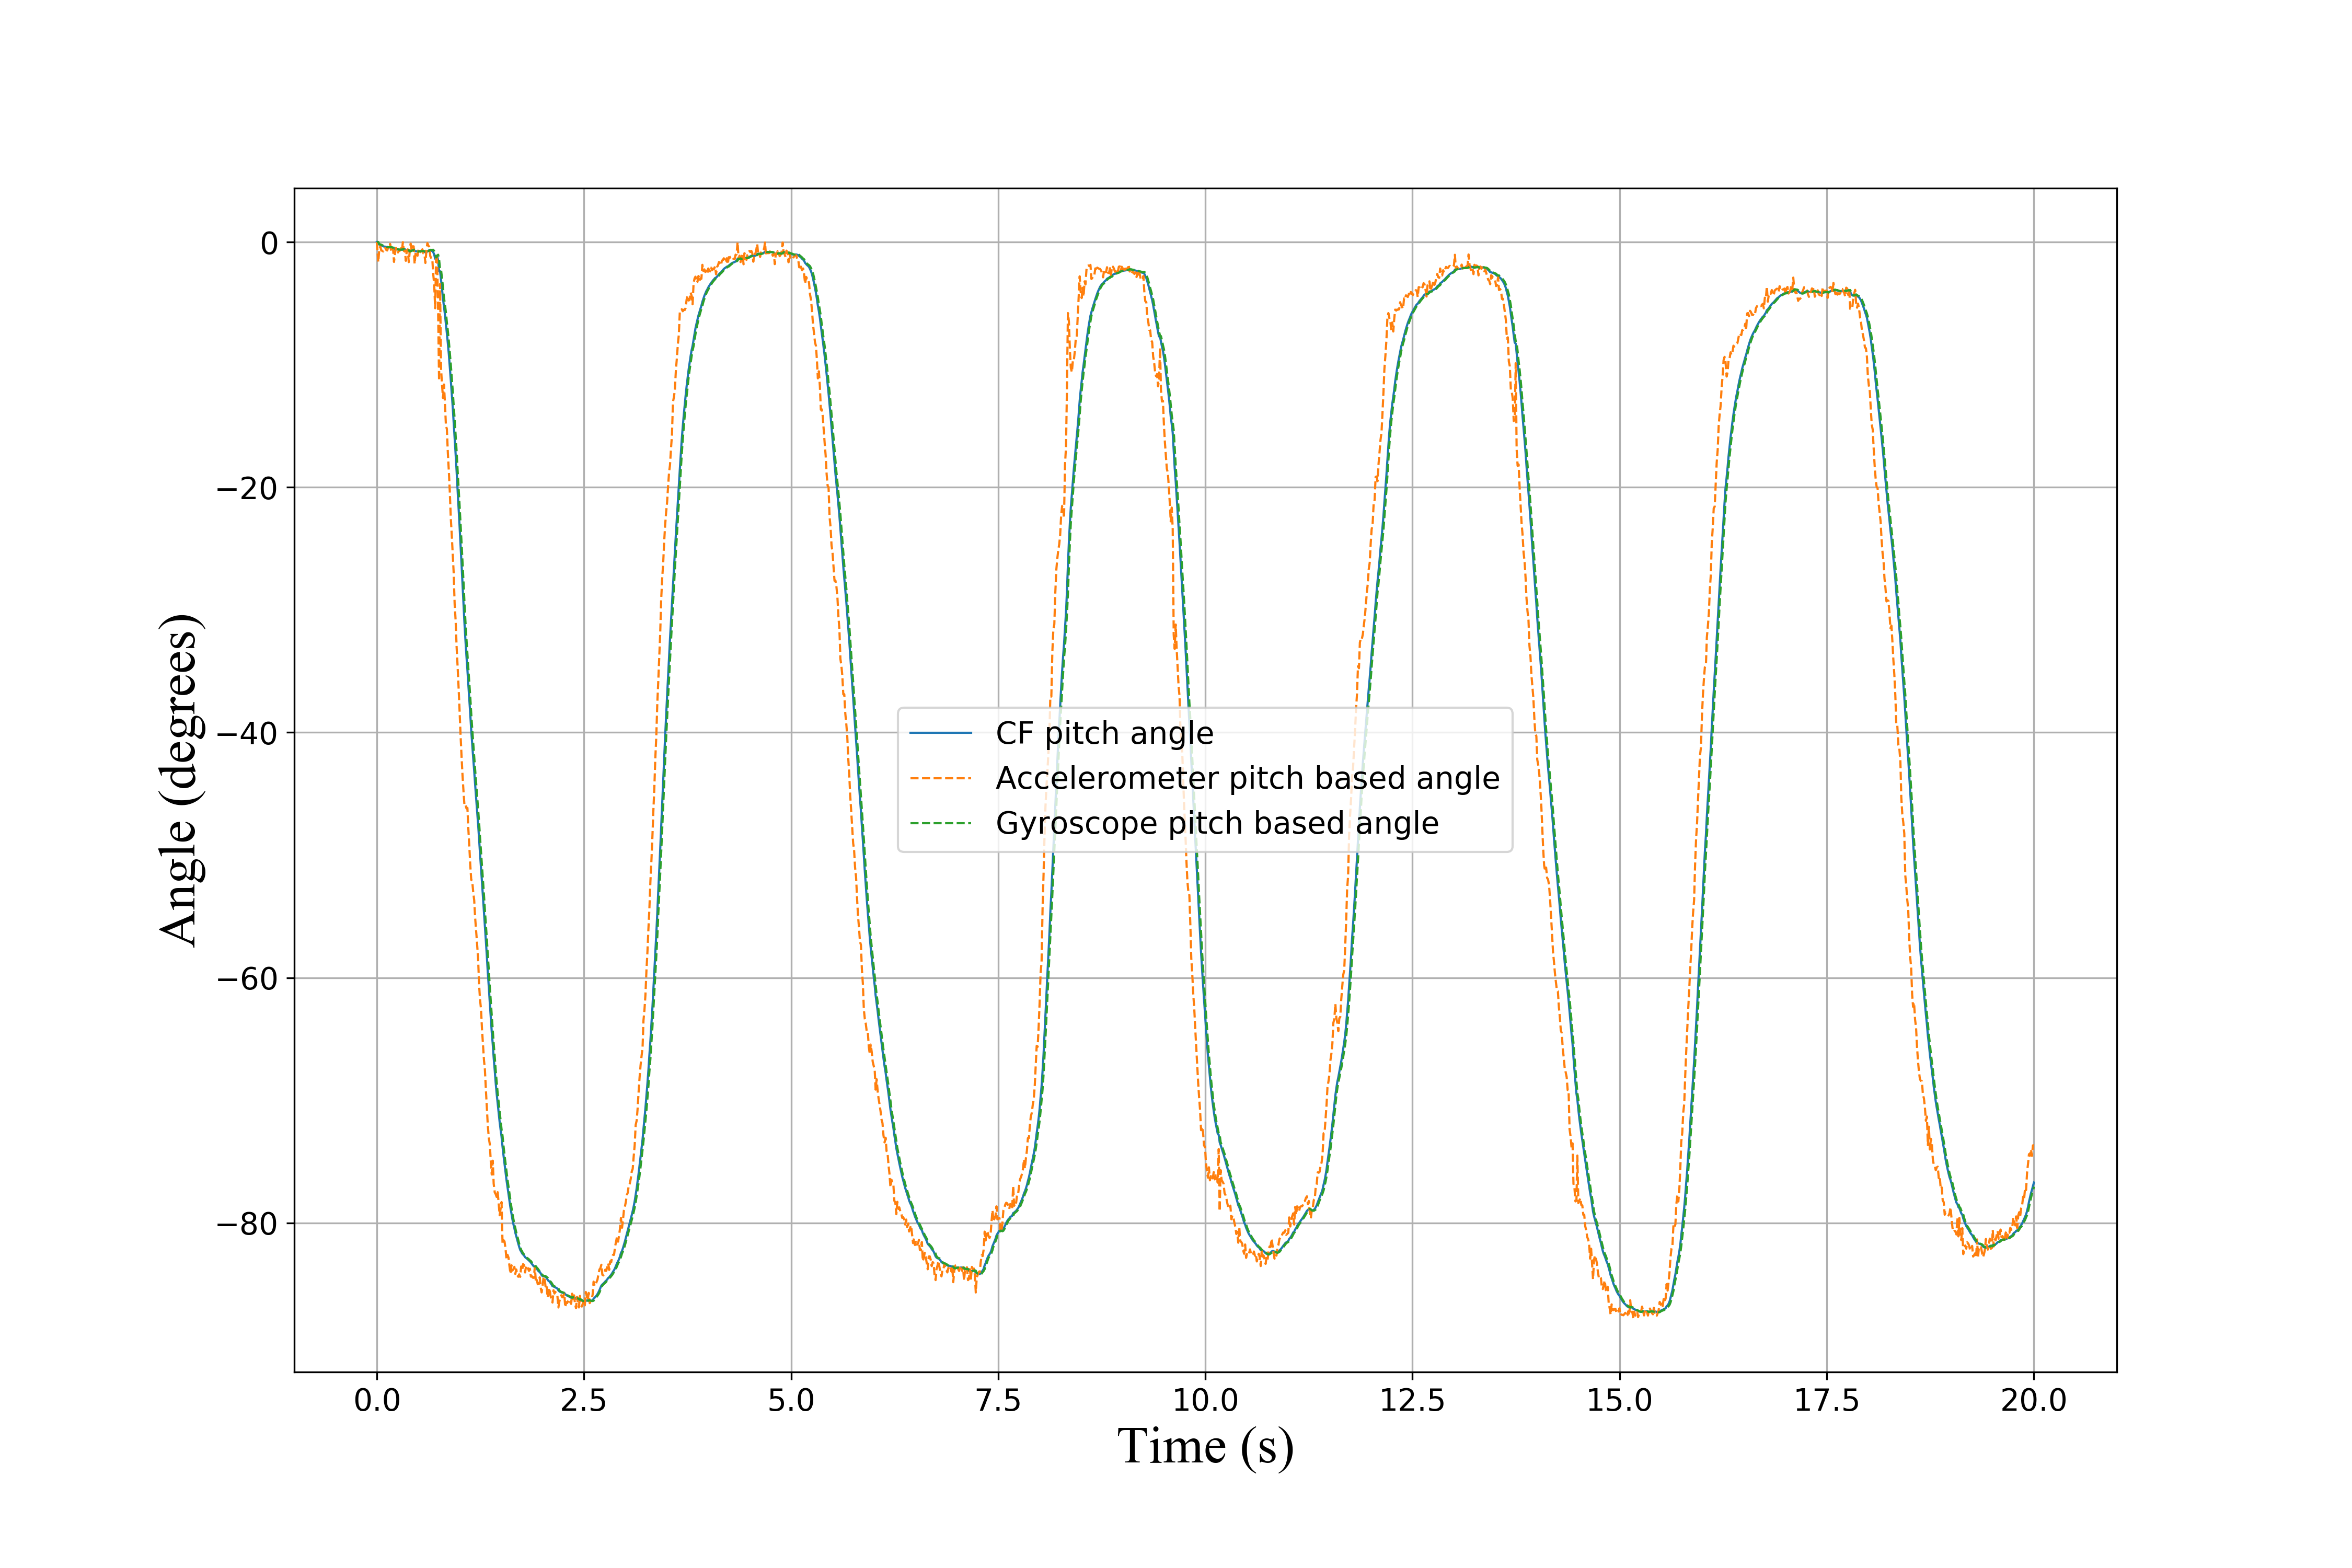 0
−20
−40
−60
−80
Angle (degrees)
CF pitch angle
Accelerometer pitch based angle
Gyroscope pitch based angle
0.0 2.5 5.0 7.5 10.0 12.5 15.0 17.5 20.0
Time (s)